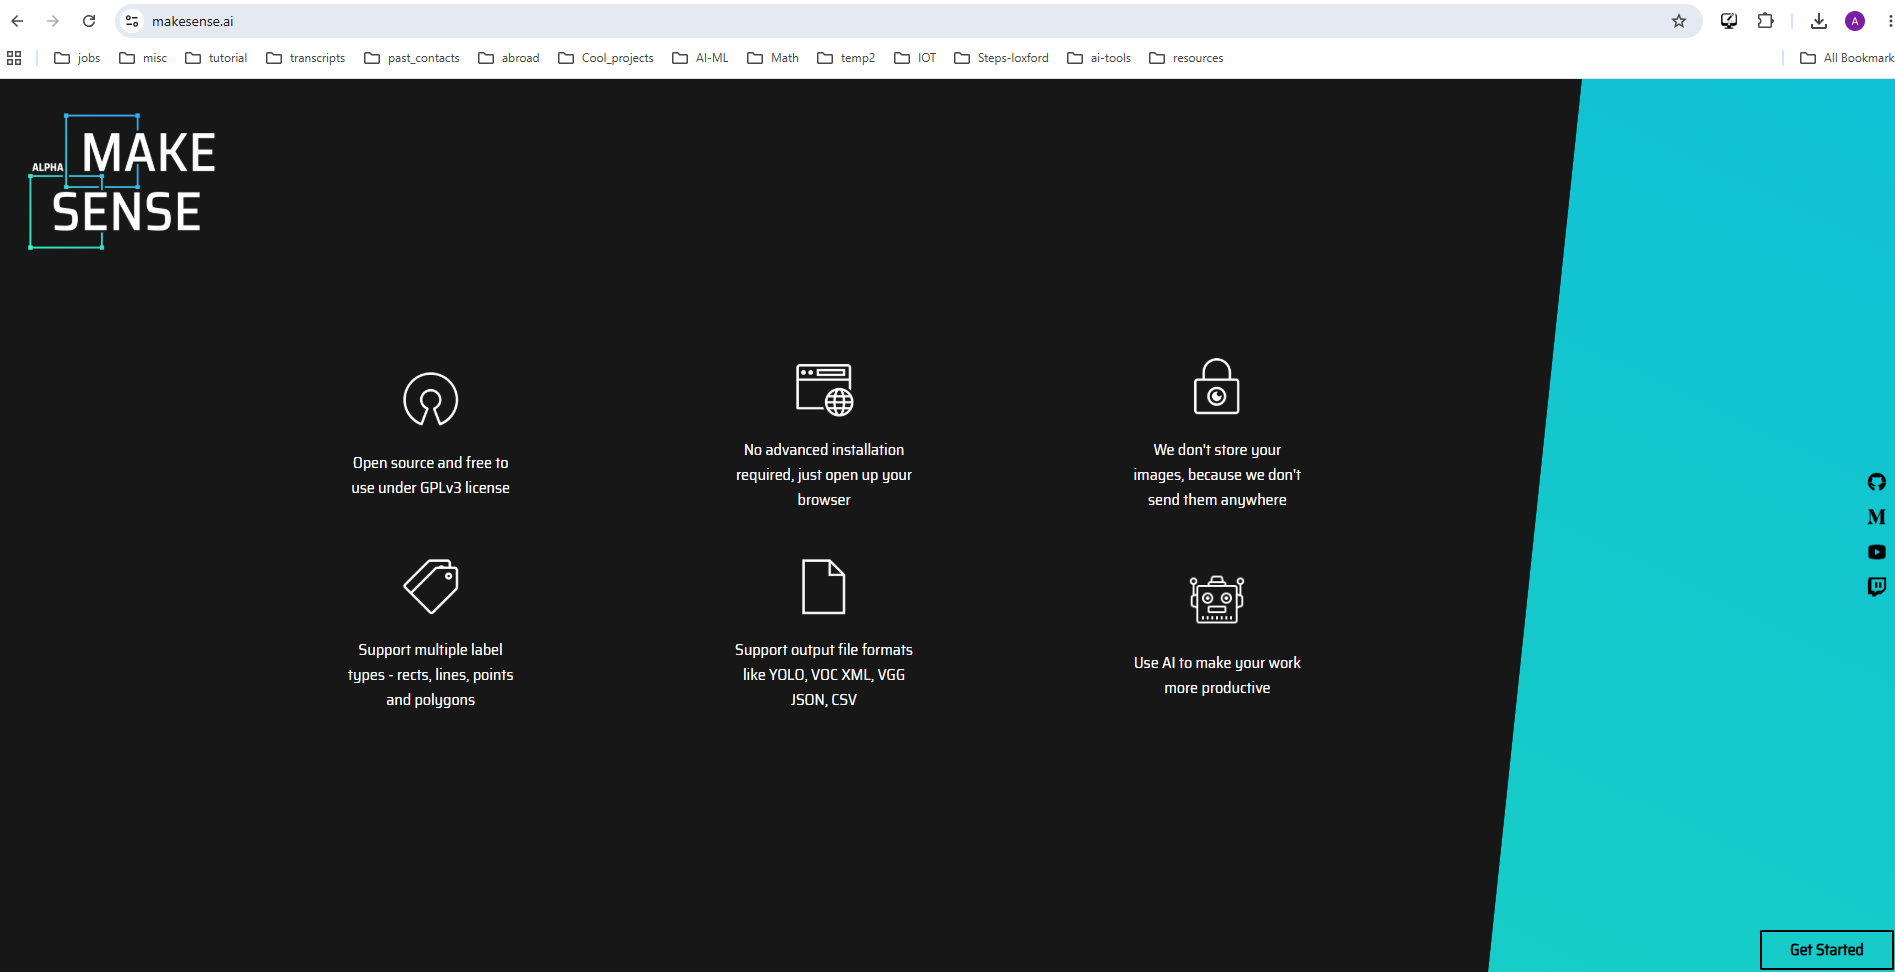 makesense.ai
A
jobs misc tutorial transcripts past_contacts abroad Cool_projects AI-ML Math temp2 IOT Steps-loxford ai-tools resources All Bookmark
MAKE
ALPHA
SENSE
Open source and free to
use under GPLv3 license
No advanced installation
required, just open up your
browser
We don't store your
images, because we don't
send them anywhere
M
Support multiple label
types - rects, lines, points
and polygons
Support output file formats
like YOLO, VOC XML, VGG
JSON, CSV
Use AI to make your work
more productive
Get Started